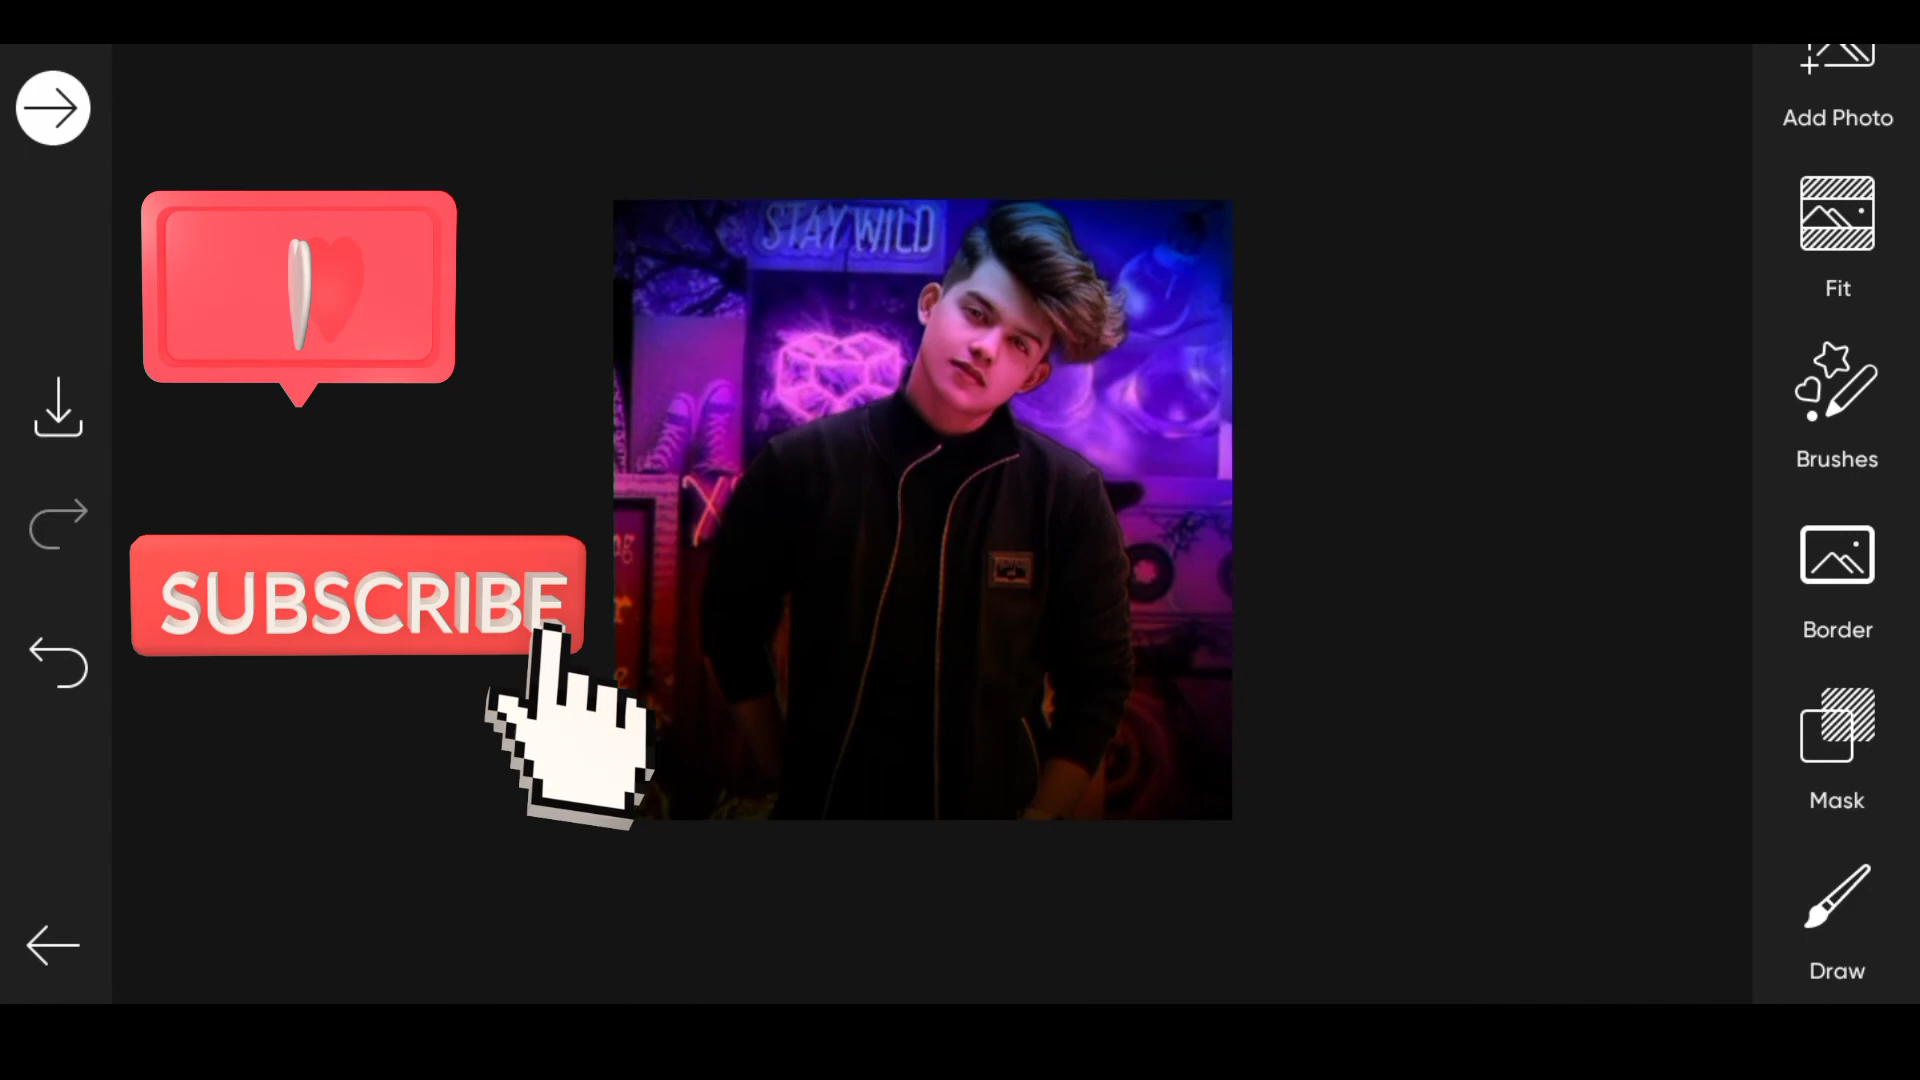 Add Photo
STAY WILD
Fit
Brushes
SUBSCRIBE
Border
Mask
Draw